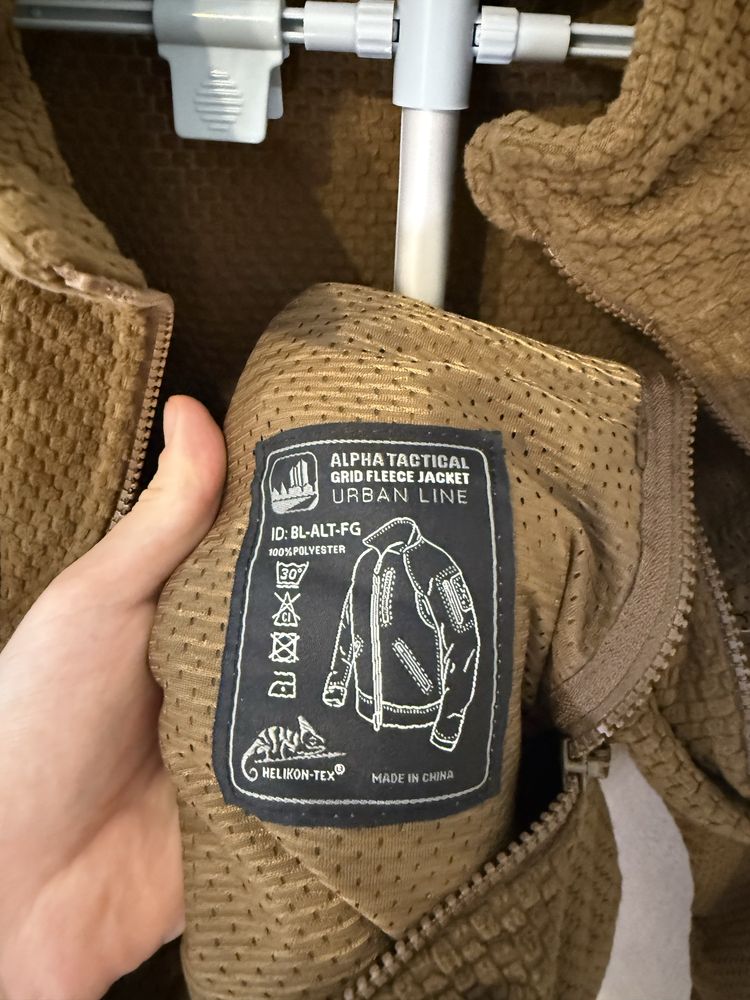 ALPHA TACTICAL
GRID FLEECE JACKET
URBAN LINE
ID: BL-ALT-FG
100% POLYESTER
30°
Cl
HELIKON-TEX®
MADE IN CHINA